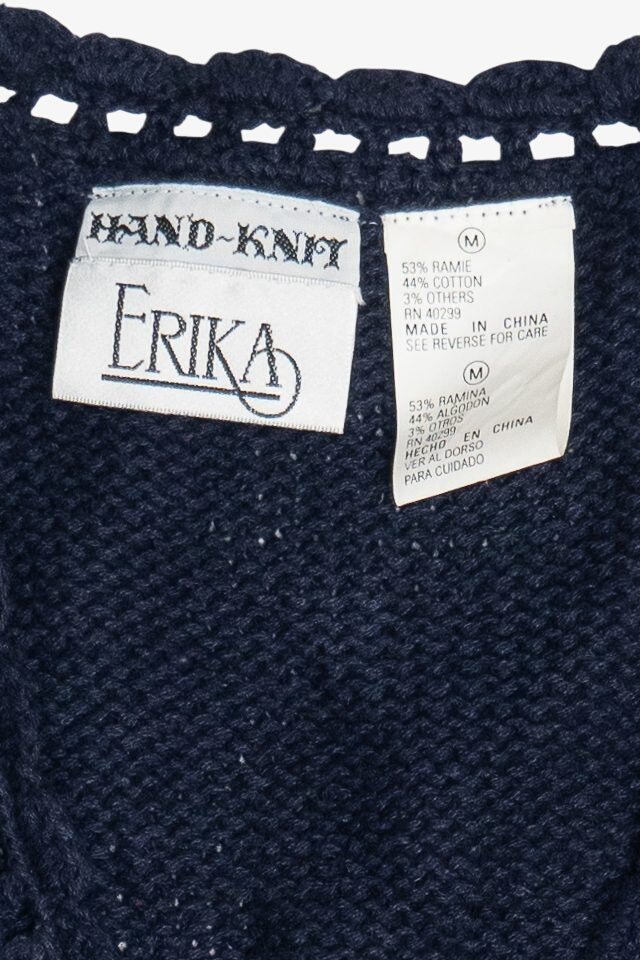 HAND~KNIT
ERIKA
M
53% RAMIE
44% COTTON
3% OTHERS
RN 40299
MADE IN CHINA
SEE REVERSE FOR CARE
M
53% RAMINA
44% ALGODON
3% OTROS
RN 40299
HECHO EN CHINA
VER AL DORSO
PARA CUIDADO